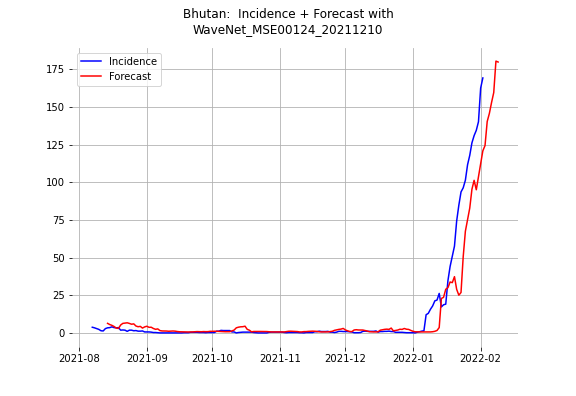 Bhutan:  Incidence + Forecast with
WaveNet_MSE00124_20211210
Incidence
Forecast
175
150
125
100
75
50
25
0
2021-08 2021-09 2021-10 2021-11 2021-12 2022-01 2022-02